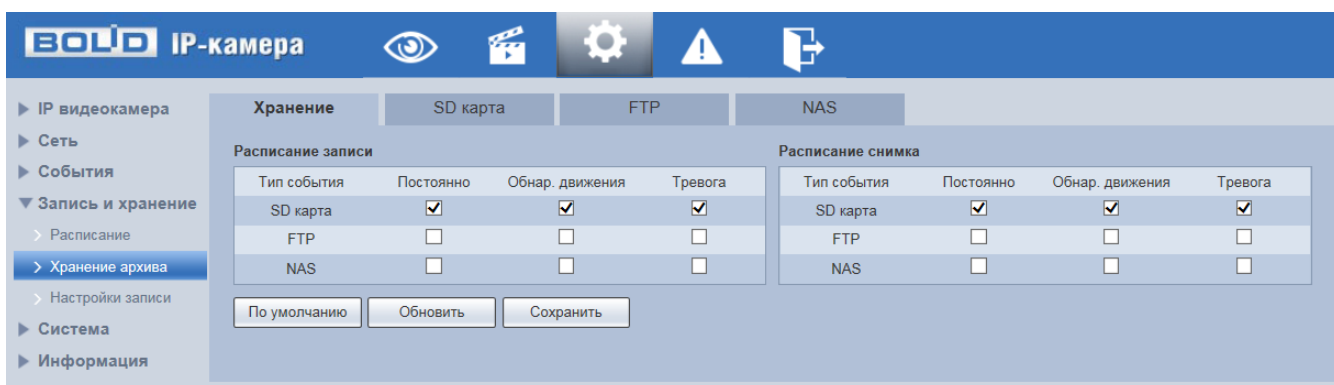 BOLID IP-камера
IP видеокамера
Сеть
События
Запись и хранение
Расписание
Хранение архива
Настройки записи
Система
Информация
Хранение SD карта FTP NAS
Расписание записи
Тип события Постоянно Обнар. движения Тревога
SD карта
FTP
NAS
Расписание снимка
Тип события Постоянно Обнар. движения Тревога
SD карта
FTP
NAS
По умолчанию Обновить Сохранить